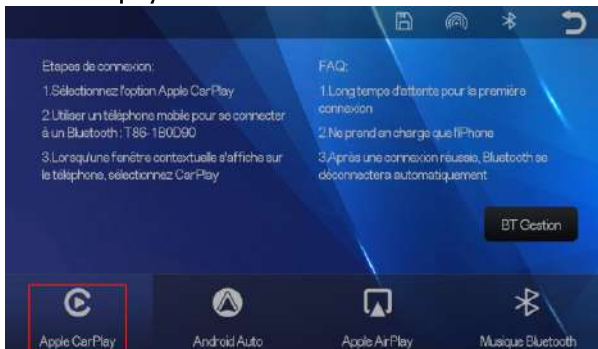 Etapes de connexion:
1.Sélectionnez l'option Apple CarPlay
2.Utiliser un téléphone mobile pour se connecter
à un Bluetooth : T86-1B0D90
3.Lorsqu'une fenêtre contextuelle s'affiche sur
le téléphone, sélectionnez CarPlay
FAQ:
1.Long temps d'attente pour la première
connexion
2.Ne prend en charge que l'iPhone
3.Après une connexion réussie, Bluetooth se
déconnectera automatiquement
BT Gestion
Apple CarPlay
Android Auto
Apple AirPlay
Musique Bluetooth